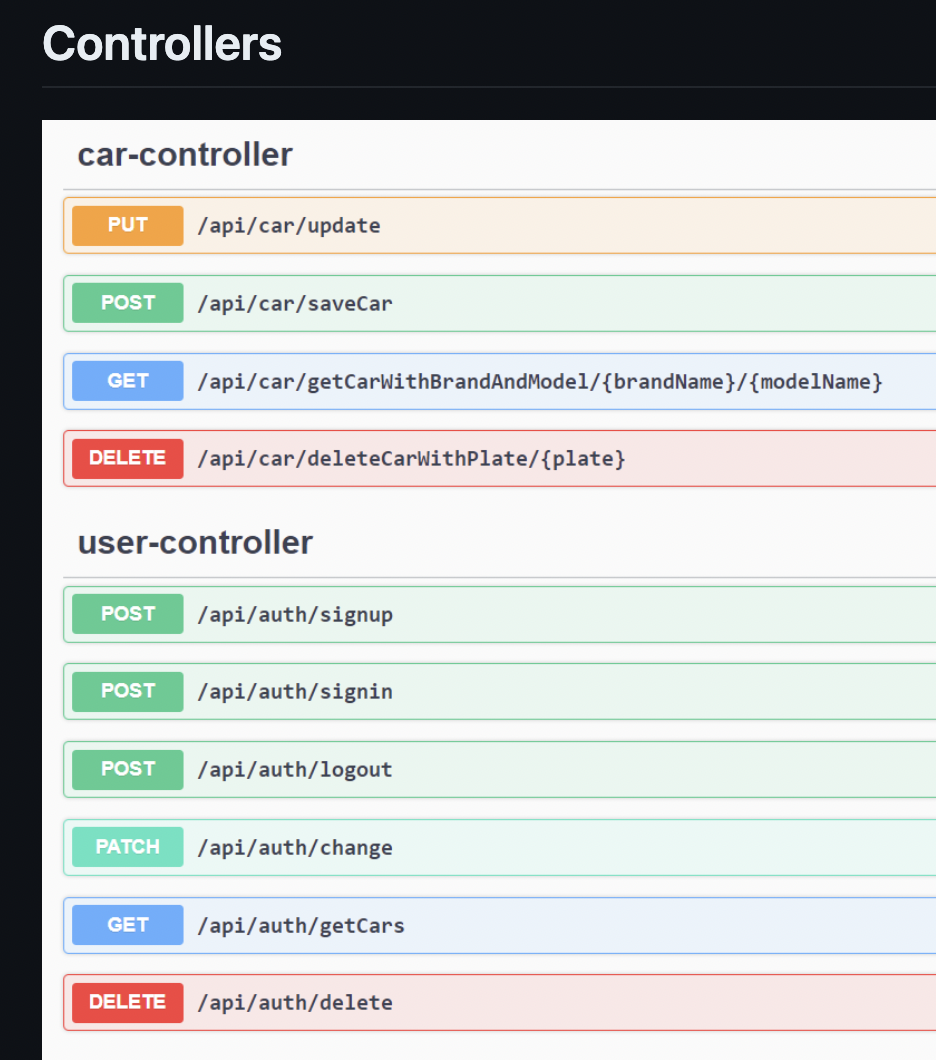 Controllers
car-controller
PUT /api/car/update
POST /api/car/saveCar
GET /api/car/getCarWithBrandAndModel/{brandName}/{modelName}
DELETE /api/car/deleteCarWithPlate/{plate}
user-controller
POST /api/auth/signup
POST /api/auth/signin
POST /api/auth/logout
PATCH /api/auth/change
GET /api/auth/getCars
DELETE /api/auth/delete